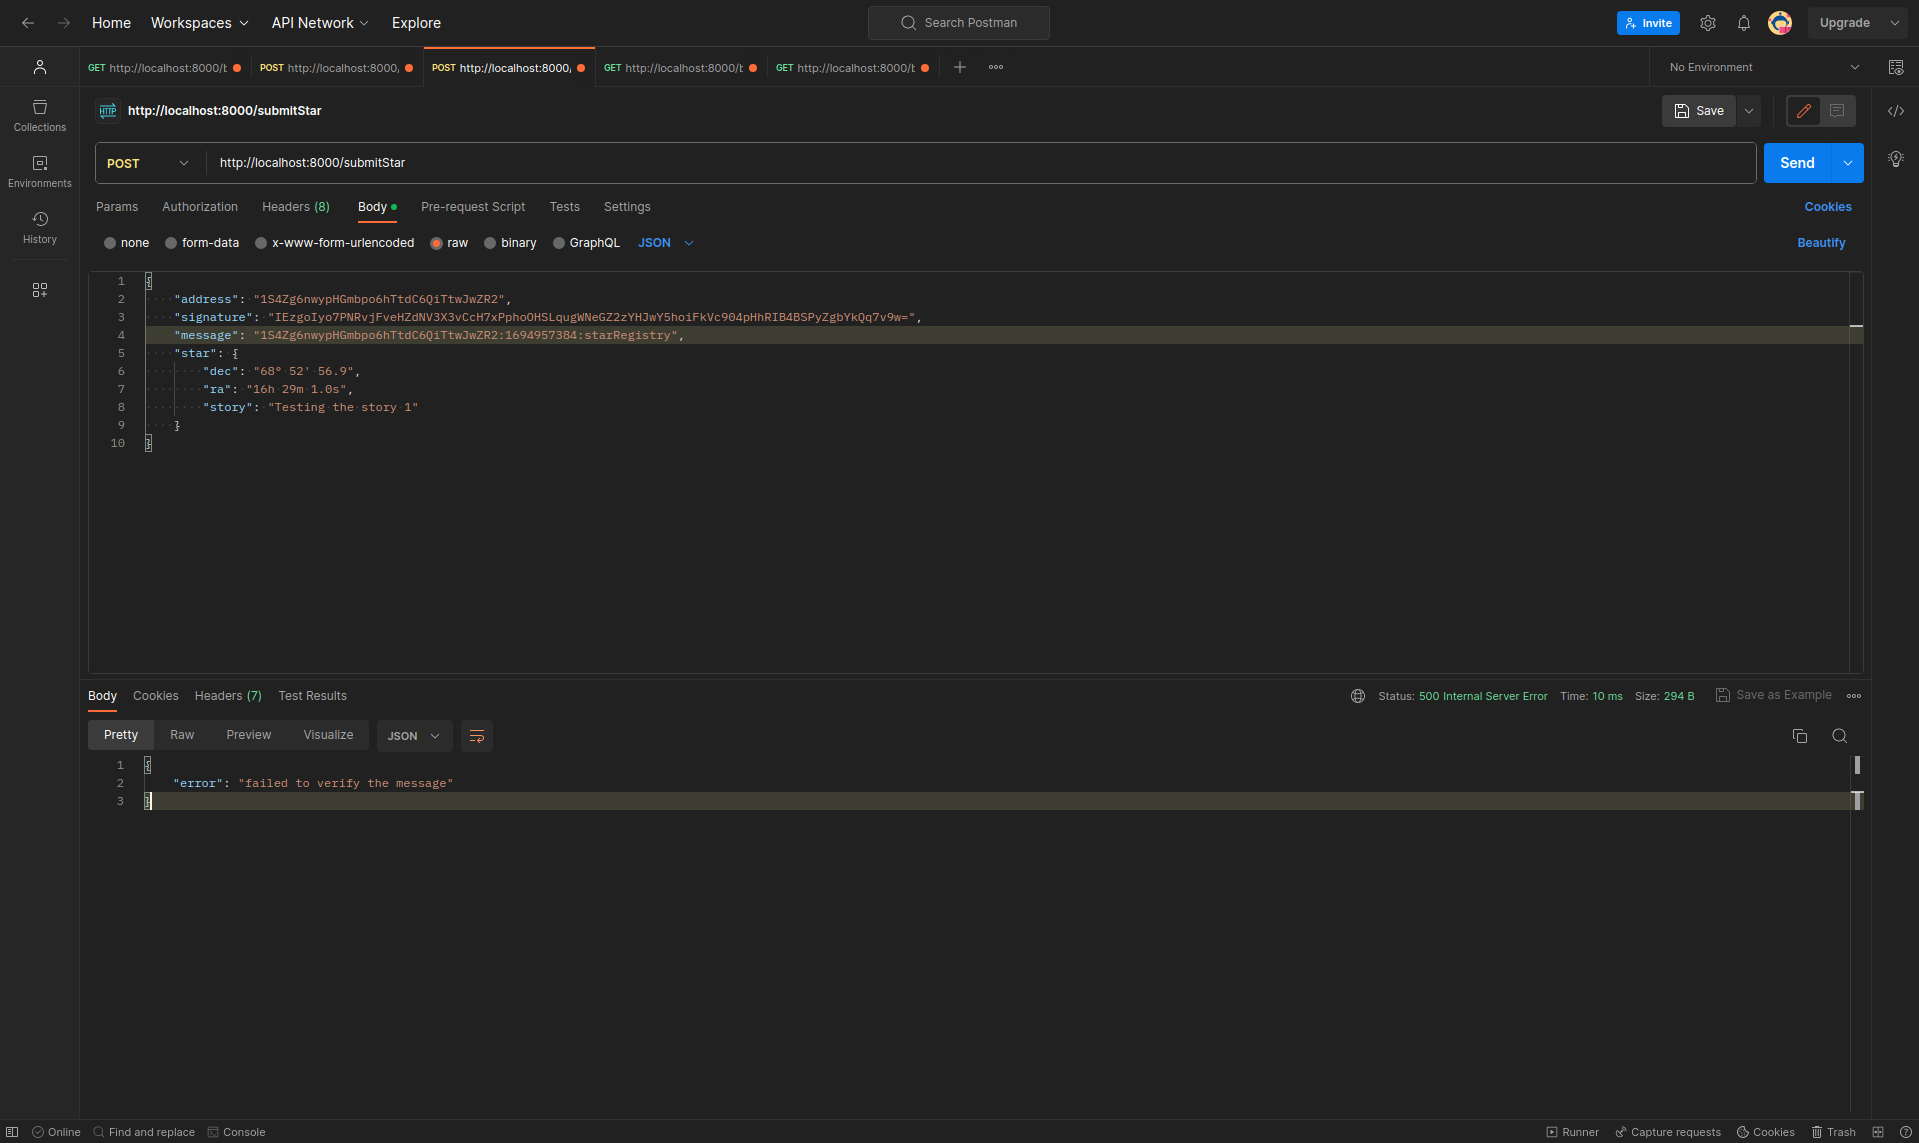 Home Workspaces API Network Explore Search Postman Invite Upgrade
GET http://localhost:8000/b POST http://localhost:8000/ POST http://localhost:8000/ GET http://localhost:8000/b GET http://localhost:8000/b No Environment
HTTP http://localhost:8000/submitStar Save
Collections
Environments
History
POST http://localhost:8000/submitStar Send
Params Authorization Headers (8) Body Pre-request Script Tests Settings Cookies
none form-data x-www-form-urlencoded raw binary GraphQL JSON Beautify
1 {
2 "address": "1S4Zg6nwypHGmbpo6hTtdC6QiTtwJwZR2",
3 "signature": "IEzgoIyo7PNRvjFveHZdNV3X3vCcH7xPphoOHSLqugWNeGZ2zYHJwY5hoiFkVc904pHhRIB4BSPyZgbYkQq7v9w=",
4 "message": "1S4Zg6nwypHGmbpo6hTtdC6QiTtwJwZR2:1694957384:starRegistry",
5 "star": {
6 "dec": "68° 52' 56.9",
7 "ra": "16h 29m 1.0s",
8 "story": "Testing the story 1"
9 }
10 }
Body Cookies Headers (7) Test Results Status: 500 Internal Server Error Time: 10 ms Size: 294 B Save as Example
Pretty Raw Preview Visualize JSON
1 {
2 "error": "failed to verify the message"
3 }
Online Find and replace Console Runner Capture requests Cookies Trash